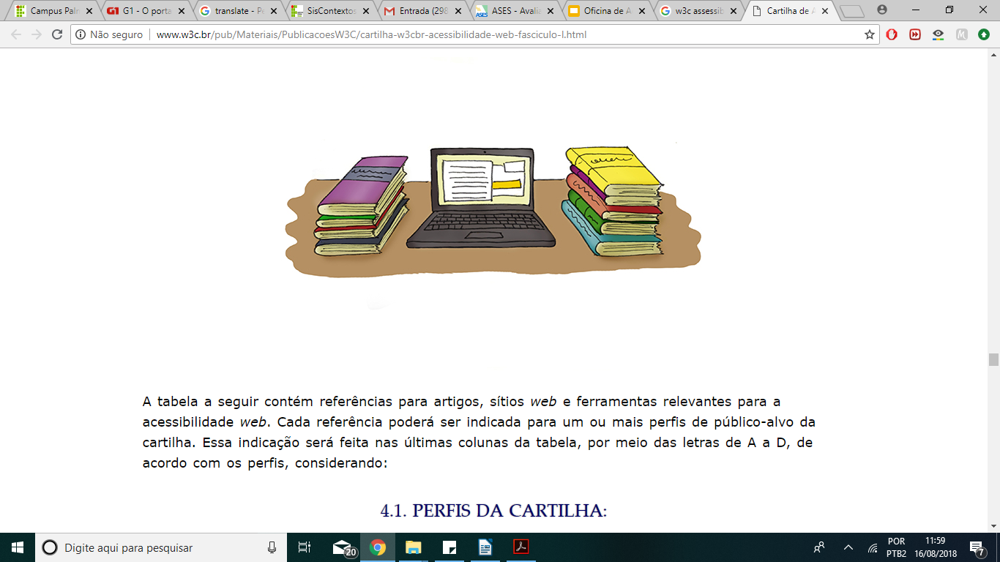 Campus Paln
G1 - O porta
translate - Pe
SisContextos
Entrada (298
ASES - Avalia
Oficina de A
w3c assessib
Cartilha de A
Não seguro
www.w3c.br/pub/Materiais/PublicacoesW3C/cartilha-w3cbr-acessibilidade-web-fasciculo-I.html
A tabela a seguir contém referências para artigos, sítios web e ferramentas relevantes para a
acessibilidade web. Cada referência poderá ser indicada para um ou mais perfis de público-alvo da
cartilha. Essa indicação será feita nas últimas colunas da tabela, por meio das letras de A a D, de
acordo com os perfis, considerando:
4.1. PERFIS DA CARTILHA:
Digite aqui para pesquisar
20
POR
PTB2
11:59
16/08/2018
7